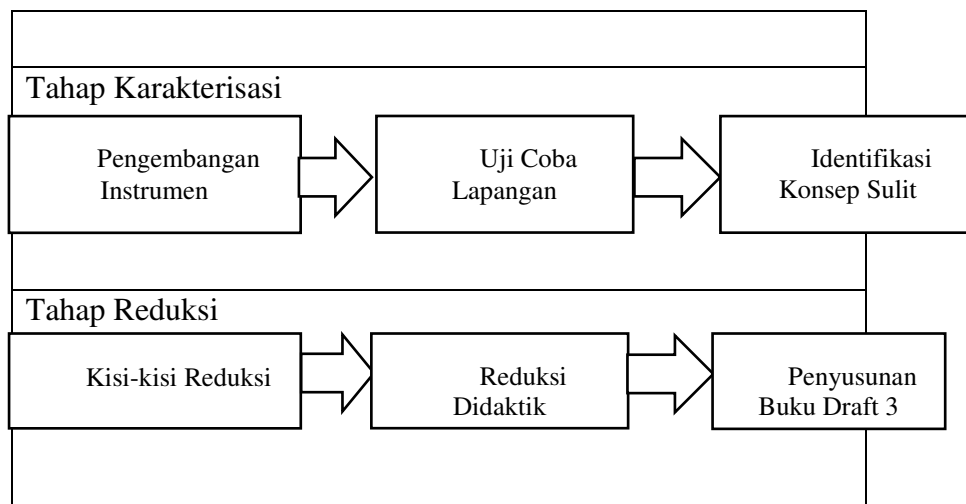 Tahap Karakterisasi
Pengembangan
Instrumen
Uji Coba
Lapangan
Identifikasi
Konsep Sulit
Tahap Reduksi
Kisi-kisi Reduksi
Reduksi
Didaktik
Penyusunan
Buku Draft 3